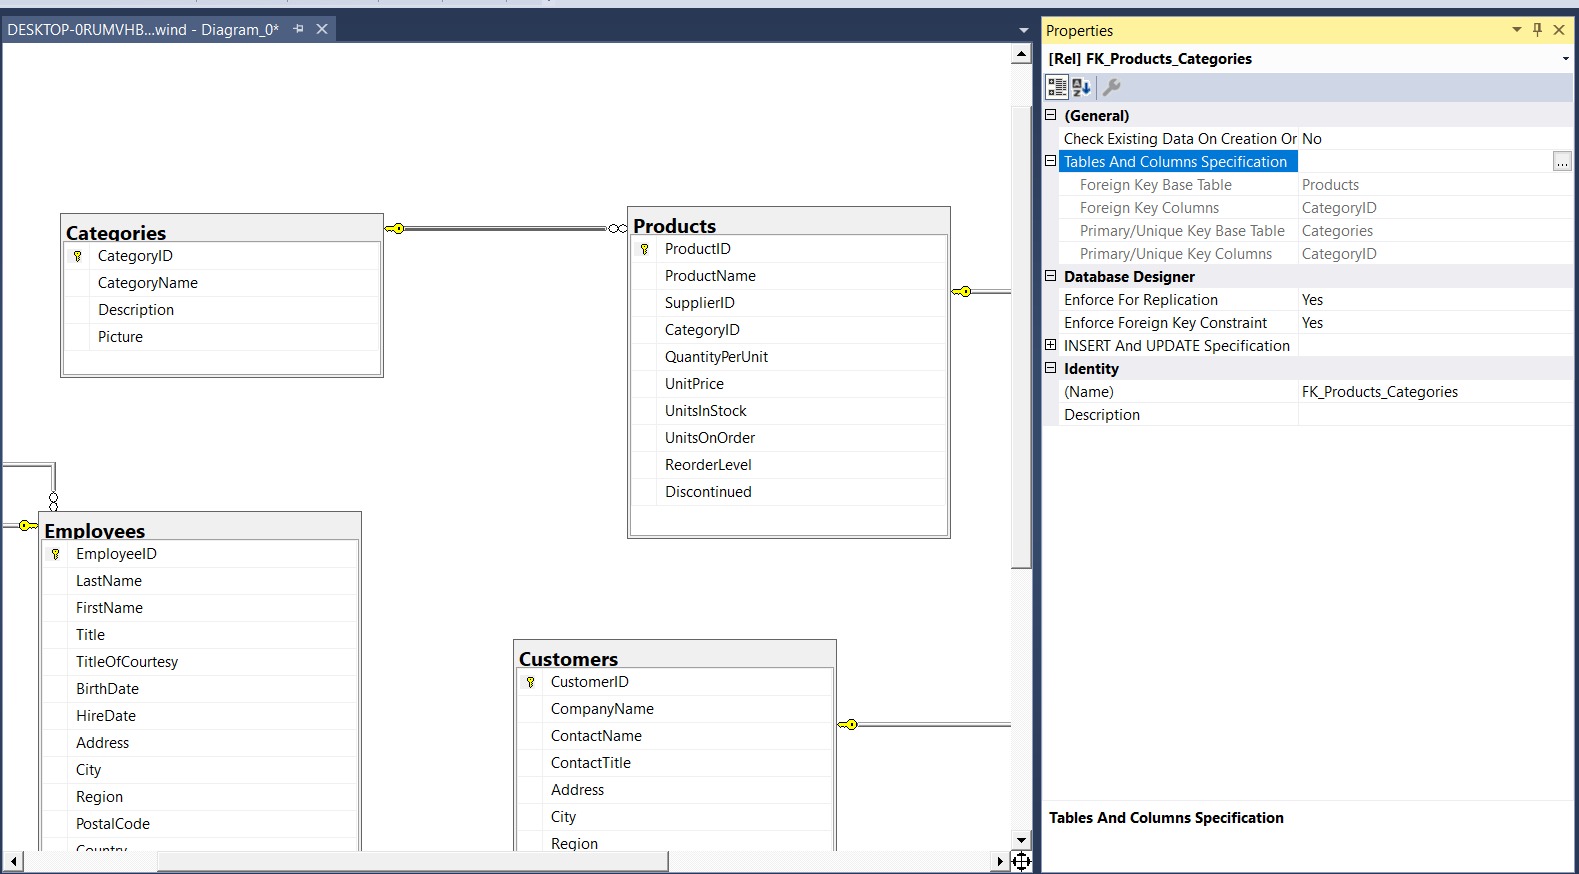 DESKTOP-0RUMVHB...wind - Diagram_0*
Categories
CategoryID
CategoryName
Description
Picture
Products
ProductID
ProductName
SupplierID
CategoryID
QuantityPerUnit
UnitPrice
UnitsInStock
UnitsOnOrder
ReorderLevel
Discontinued
Employees
EmployeeID
LastName
FirstName
Title
TitleOfCourtesy
BirthDate
HireDate
Address
City
Region
PostalCode
Country
Customers
CustomerID
CompanyName
ContactName
ContactTitle
Address
City
Region
Properties
[Rel] FK_Products_Categories
(General)
Check Existing Data On Creation Or No
Tables And Columns Specification ...
Foreign Key Base Table Products
Foreign Key Columns CategoryID
Primary/Unique Key Base Table Categories
Primary/Unique Key Columns CategoryID
Database Designer
Enforce For Replication Yes
Enforce Foreign Key Constraint Yes
INSERT And UPDATE Specification
Identity
(Name) FK_Products_Categories
Description
Tables And Columns Specification